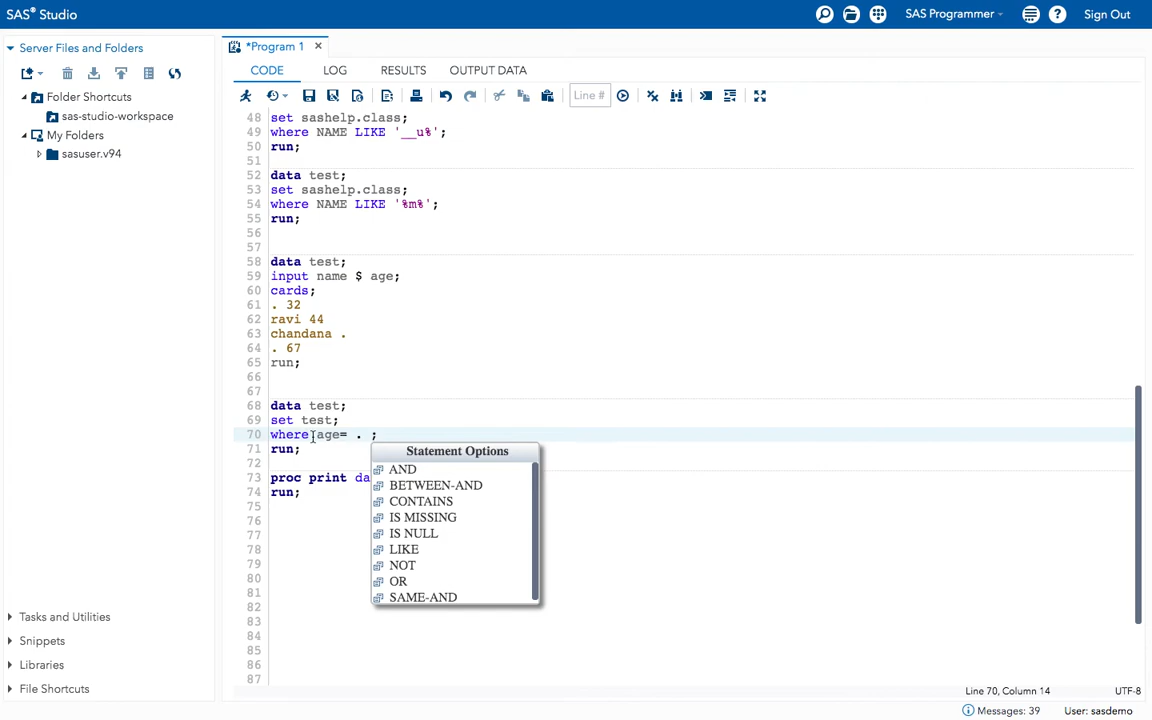 SAS® Studio
SAS Programmer
Sign Out
Server Files and Folders
Folder Shortcuts
sas-studio-workspace
My Folders
sasuser.v94
Tasks and Utilities
Snippets
Libraries
File Shortcuts
*Program 1
CODE LOG RESULTS OUTPUT DATA
Line #
48 set sashelp.class;
49 where NAME LIKE '__u%';
50 run;
51
52 data test;
53 set sashelp.class;
54 where NAME LIKE '%m%';
55 run;
56
57
58 data test;
59 input name $ age;
60 cards;
61 . 32
62 ravi 44
63 chandana .
64 . 67
65 run;
66
67
68 data test;
69 set test;
70 where age= . ;
71 run;
72
73 proc print da
74 run;
75
76
77
78
79
80
81
82
83
84
85
86
87
Statement Options
AND
BETWEEN-AND
CONTAINS
IS MISSING
IS NULL
LIKE
NOT
OR
SAME-AND
Line 70, Column 14 UTF-8
Messages: 39 User: sasdemo